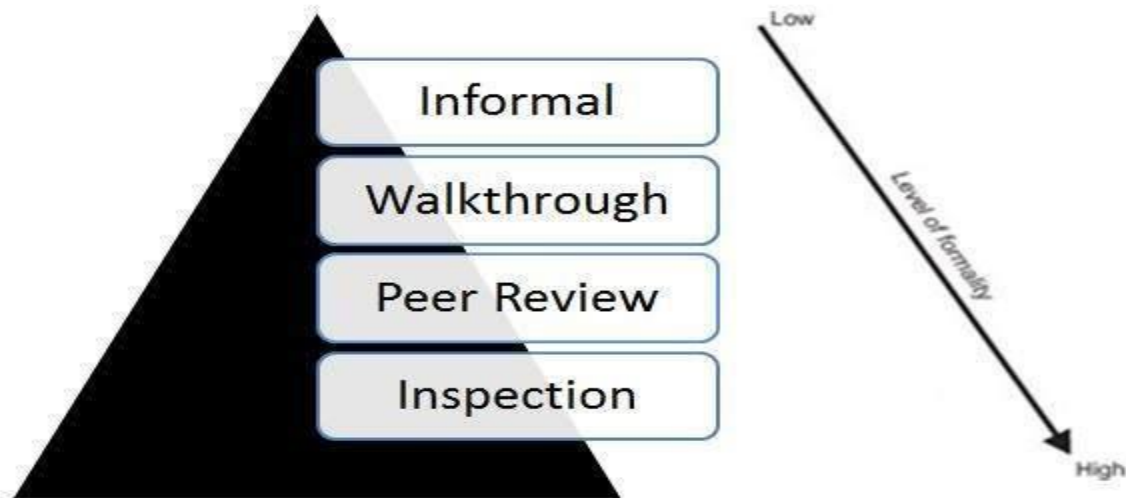 Low
Informal
Walkthrough
Level of formality
Peer Review
Inspection
High